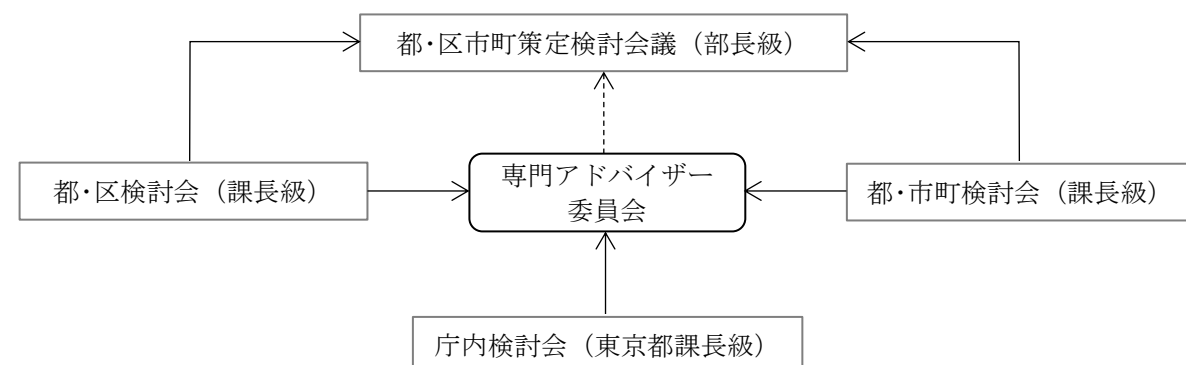 都・区市町策定検討会議（部長級）
都・区検討会（課長級）
専門アドバイザー
委員会
都・市町検討会（課長級）
庁内検討会（東京都課長級）